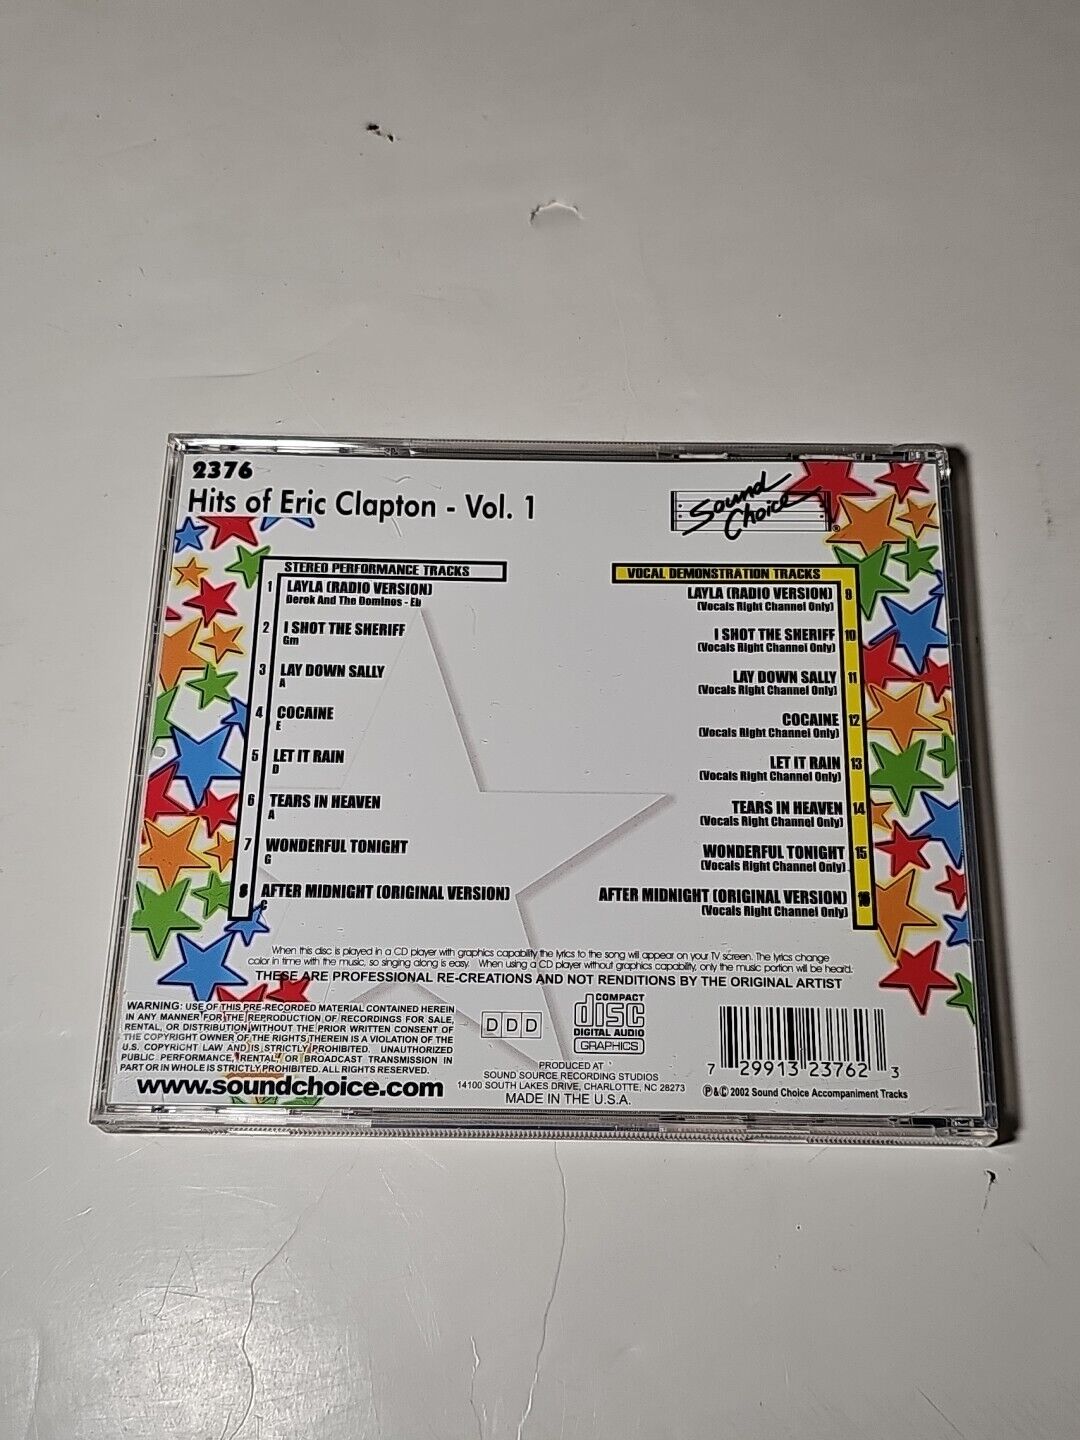 2376
Hits of Eric Clapton - Vol. 1
Sound Choice ®
STEREO PERFORMANCE TRACKS
1 LAYLA (RADIO VERSION)
Derek And The Dominos - Eb
2 I SHOT THE SHERIFF
Gm
3 LAY DOWN SALLY
A
4 COCAINE
E
5 LET IT RAIN
D
6 TEARS IN HEAVEN
A
7 WONDERFUL TONIGHT
G
8 AFTER MIDNIGHT (ORIGINAL VERSION)
C
VOCAL DEMONSTRATION TRACKS
LAYLA (RADIO VERSION) 9
(Vocals Right Channel Only)
I SHOT THE SHERIFF 10
(Vocals Right Channel Only)
LAY DOWN SALLY 11
(Vocals Right Channel Only)
COCAINE 12
(Vocals Right Channel Only)
LET IT RAIN 13
(Vocals Right Channel Only)
TEARS IN HEAVEN 14
(Vocals Right Channel Only)
WONDERFUL TONIGHT 15
(Vocals Right Channel Only)
AFTER MIDNIGHT (ORIGINAL VERSION) 16
(Vocals Right Channel Only)
When this disc is played in a CD player with graphics capability the lyrics to the song will appear on your TV screen. The lyrics change
color in time with the music, so singing along is easy. When using a CD player without graphics capability, only the music portion will be heard.
THESE ARE PROFESSIONAL RE-CREATIONS AND NOT RENDITIONS BY THE ORIGINAL ARTIST
WARNING: USE OF THIS PRE-RECORDED MATERIAL CONTAINED HEREIN
IN ANY MANNER FOR THE REPRODUCTION OF RECORDINGS FOR SALE,
RENTAL, OR DISTRIBUTION WITHOUT THE PRIOR WRITTEN CONSENT OF
THE COPYRIGHT OWNER OF THE RIGHTS THEREIN IS A VIOLATION OF THE
U.S. COPYRIGHT LAW AND IS STRICTLY PROHIBITED. UNAUTHORIZED
PUBLIC PERFORMANCE, RENTAL, OR BROADCAST TRANSMISSION IN
PART OR IN WHOLE IS STRICTLY PROHIBITED. ALL RIGHTS RESERVED.
www.soundchoice.com
DDD
COMPACT
disc
DIGITAL AUDIO
GRAPHICS
PRODUCED AT
SOUND SOURCE RECORDING STUDIOS
14100 SOUTH LAKES DRIVE, CHARLOTTE, NC 28273
MADE IN THE U.S.A.
7 29913 23762 3
℗&© 2002 Sound Choice Accompaniment Tracks